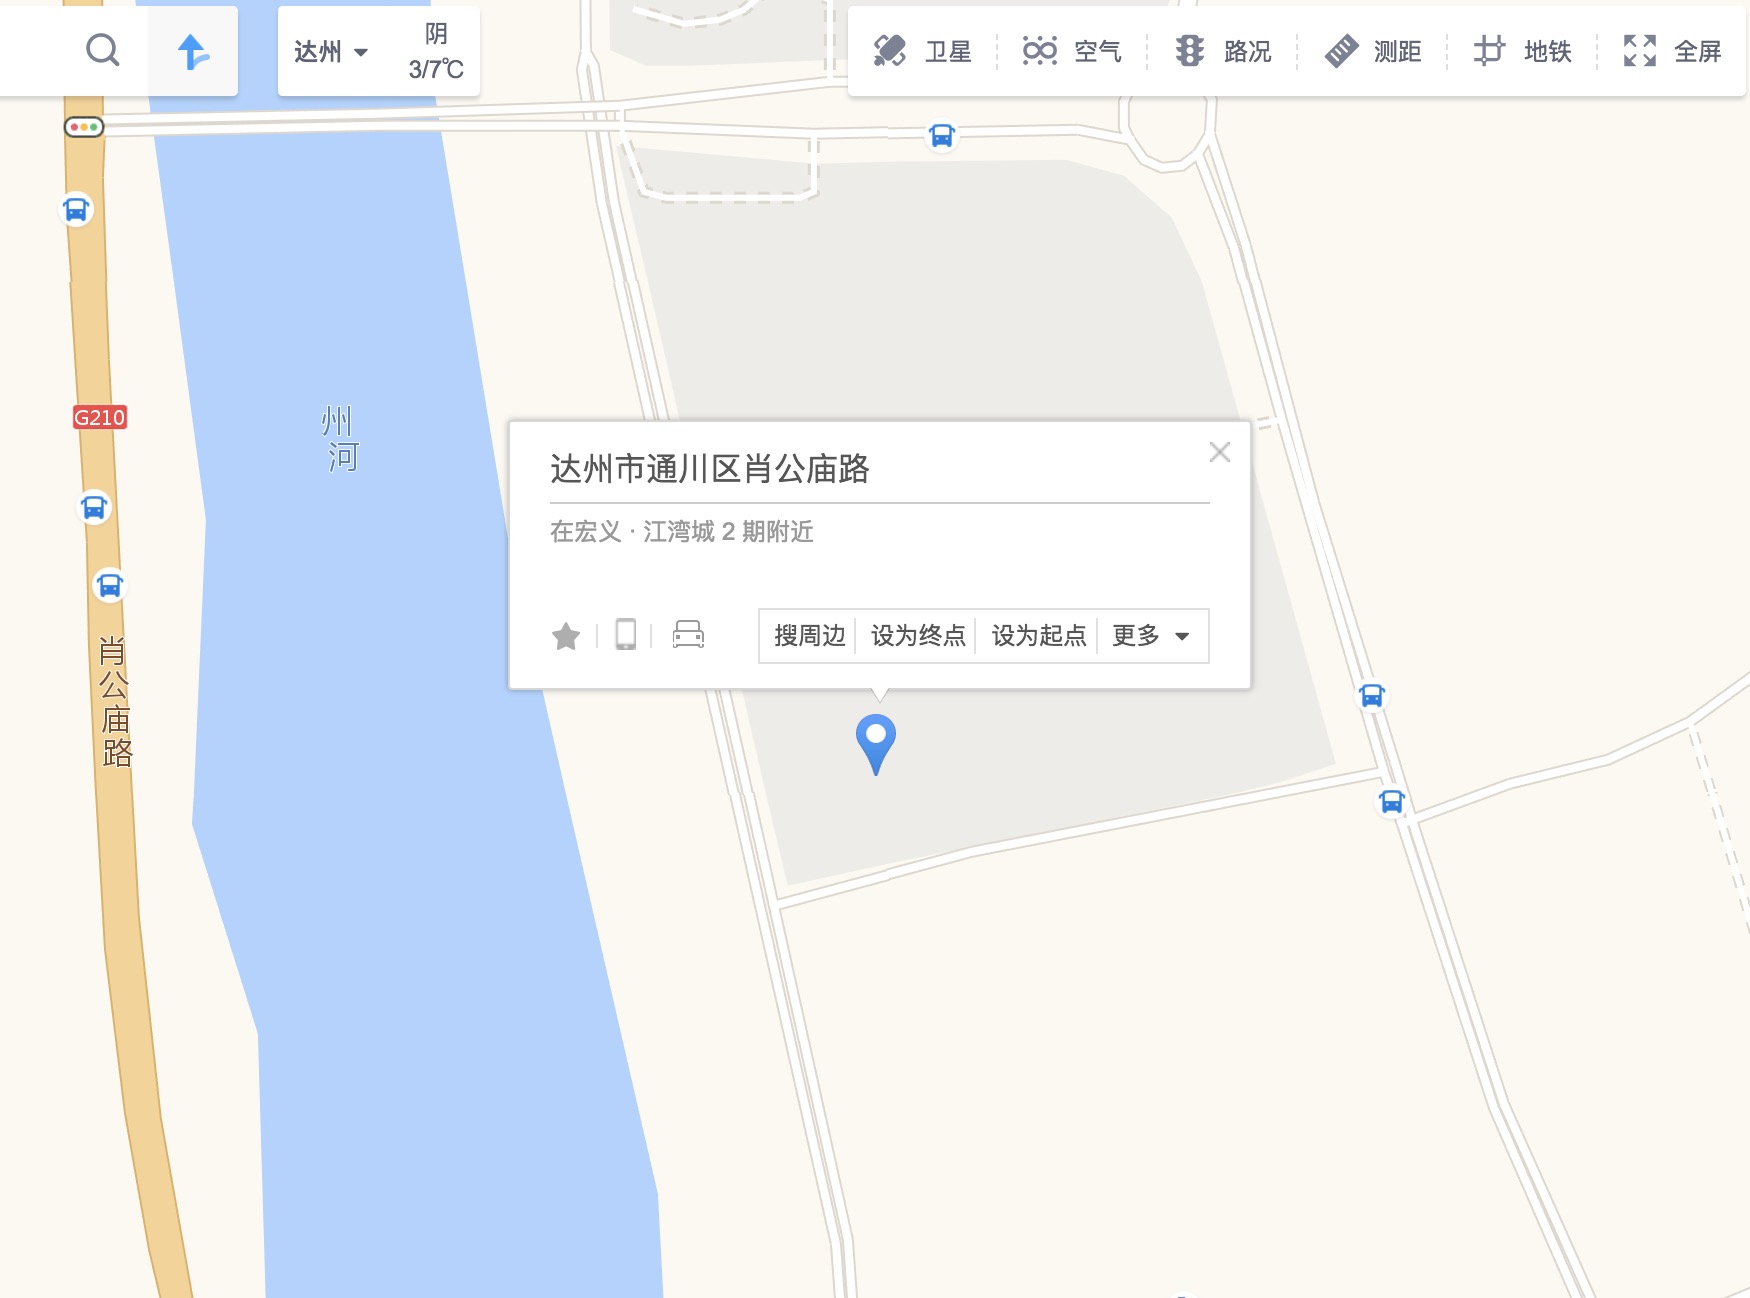 达州
阴
3/7℃
卫星
空气
路况
测距
地铁
全屏
G210
州河
达州市通川区肖公庙路
在宏义 · 江湾城 2 期附近
搜周边
设为终点
设为起点
更多
肖公庙路